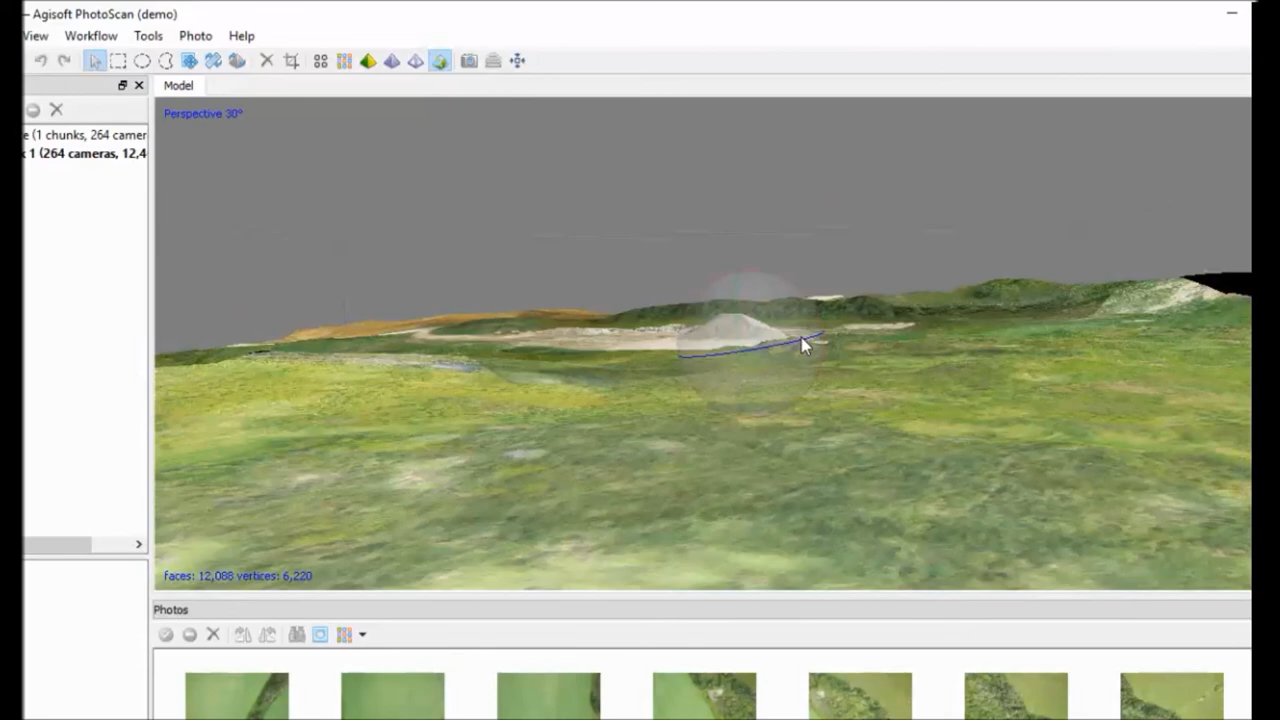 – Agisoft PhotoScan (demo)
View Workflow Tools Photo Help
Model
Perspective 30°
e (1 chunks, 264 camer
k 1 (264 cameras, 12,4
faces: 12,088 vertices: 6,220
Photos